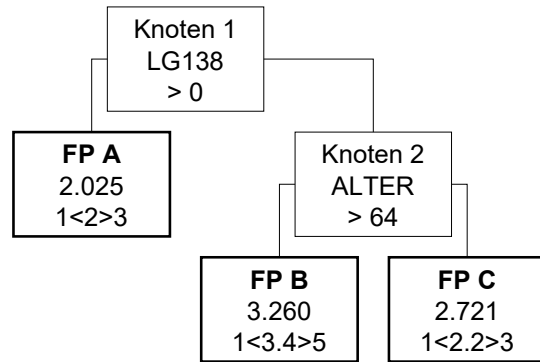 Knoten 1
LG138
> 0
FP A
2.025
1<2>3
Knoten 2
ALTER
> 64
FP B
3.260
1<3.4>5
FP C
2.721
1<2.2>3